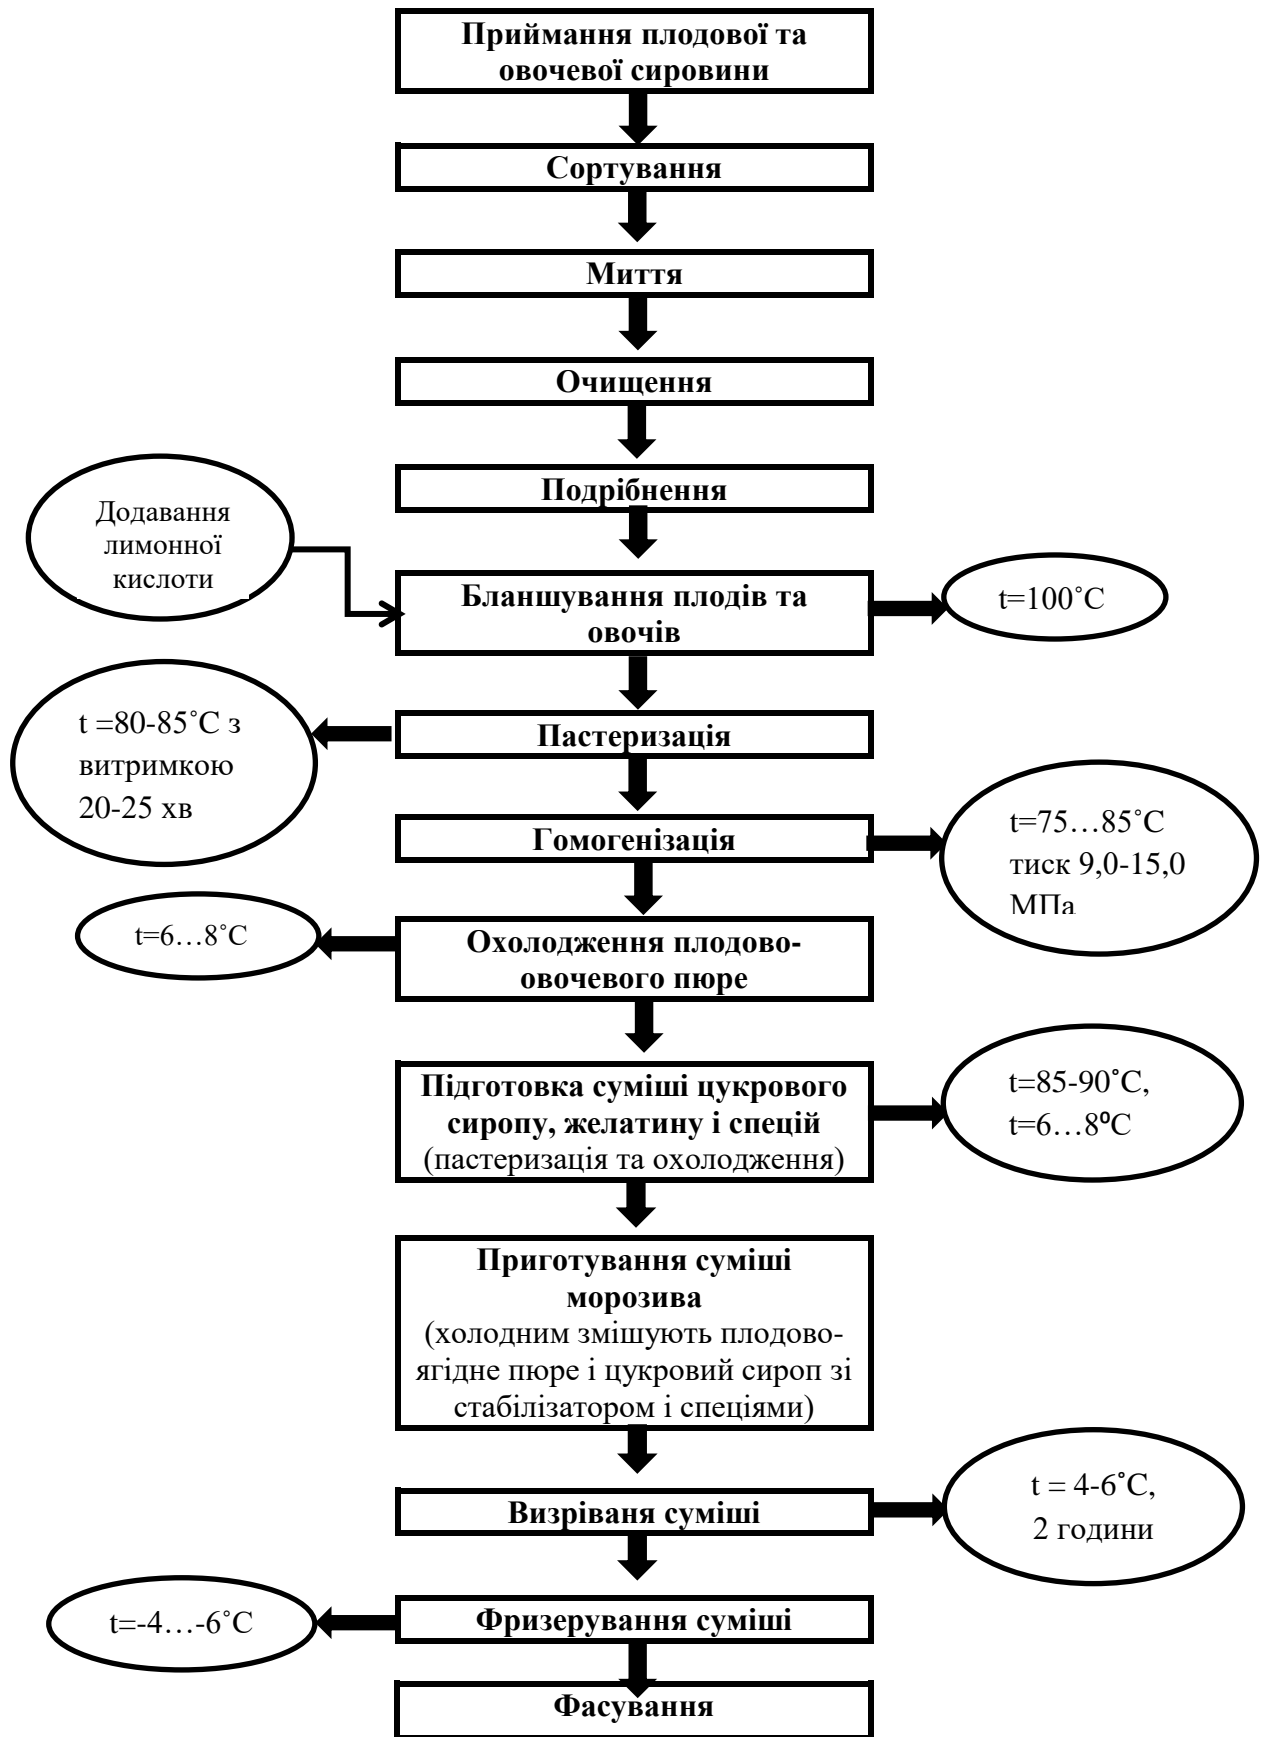 Приймання плодової та
овочевої сировини
Сортування
Миття
Очищення
Подрібнення
Додавання
лимонної
кислоти
Бланшування плодів та
овочів
t=100˚C
t =80-85˚C з
витримкою
20-25 хв
Пастеризація
Гомогенізація
t=75…85˚C
тиск 9,0-15,0
МПа
t=6…8˚C
Охолодження плодово-
овочевого пюре
Підготовка суміші цукрового
сиропу, желатину і спецій
(пастеризація та охолодження)
t=85-90˚C,
t=6…8⁰C
Приготування суміші
морозива
(холодним змішують плодово-
ягідне пюре і цукровий сироп зі
стабілізатором і спеціями)
Визріваня суміші
t = 4-6˚C,
2 години
t=-4…-6˚C
Фризерування суміші
Фасування